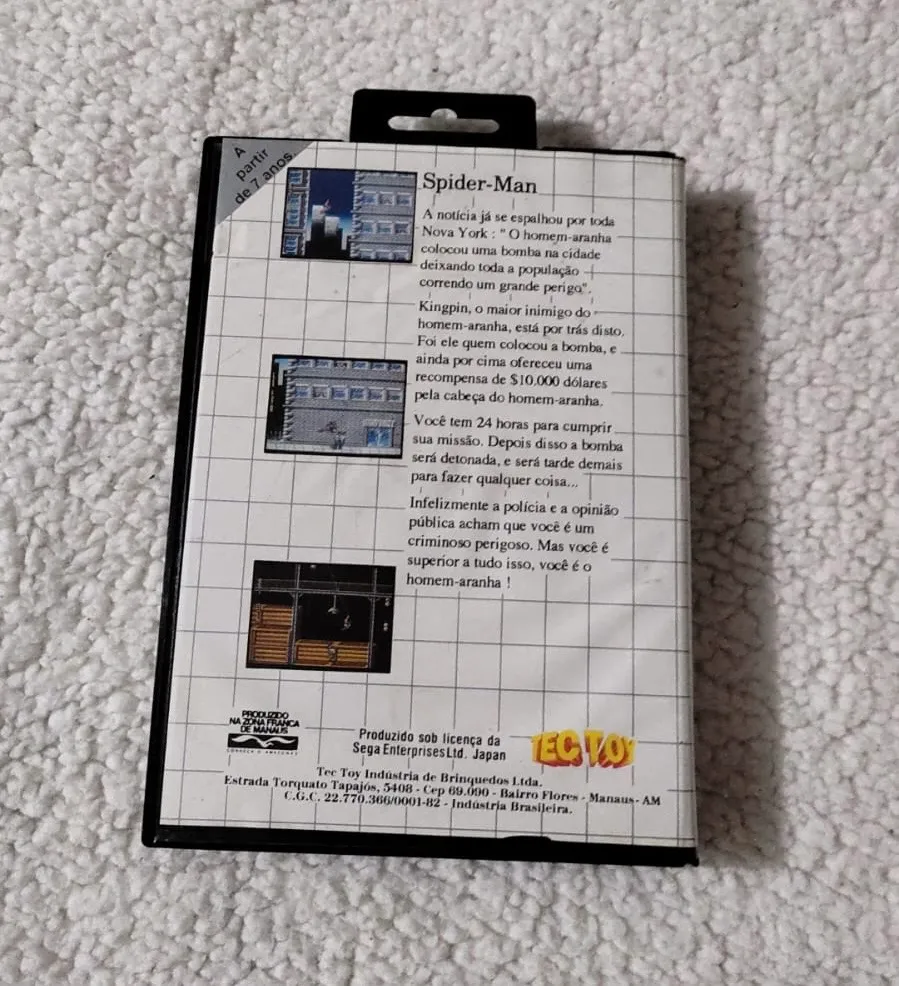 A
partir
de 7 anos
Spider-Man
A notícia já se espalhou por toda
Nova York : " O homem-aranha
colocou uma bomba na cidade
deixando toda a população
correndo um grande perigo".
Kingpin, o maior inimigo do
homem-aranha, está por trás disto.
Foi ele quem colocou a bomba, e
ainda por cima ofereceu uma
recompensa de $10.000 dólares
pela cabeça do homem-aranha.
Você tem 24 horas para cumprir
sua missão. Depois disso a bomba
será detonada, e será tarde demais
para fazer qualquer coisa...
Infelizmente a polícia e a opinião
pública acham que você é um
criminoso perigoso. Mas você é
superior a tudo isso, você é o
homem-aranha !
PRODUZIDO
NA ZONA FRANCA
DE MANAUS
CONHEÇA O AMAZONAS
Produzido sob licença da
Sega Enterprises Ltd. Japan
TEC TOY
Tec Toy Indústria de Brinquedos Ltda.
Estrada Torquato Tapajós, 5408 - Cep 69.090 - Bairro Flores - Manaus- AM
C.G.C. 22.770.366/0001-82 - Indústria Brasileira.